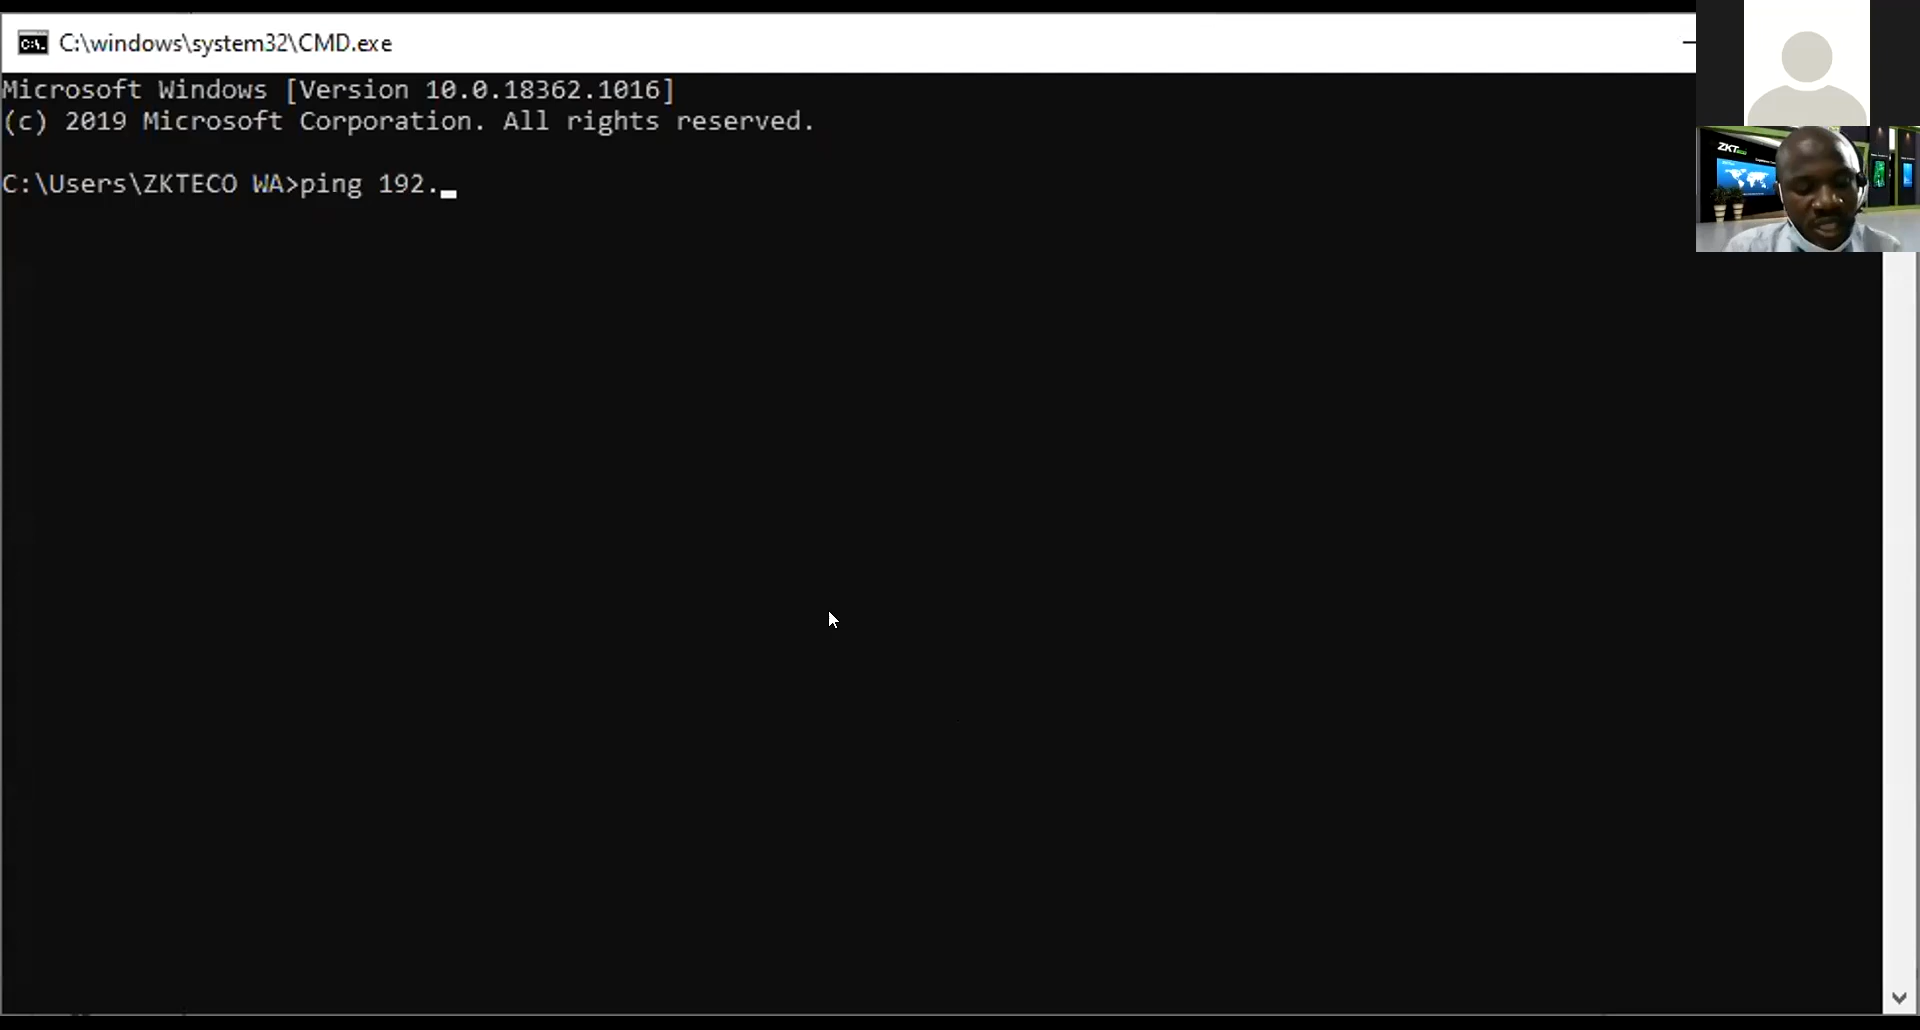 C:\windows\system32\CMD.exe
Microsoft Windows [Version 10.0.18362.1016]
(c) 2019 Microsoft Corporation. All rights reserved.
C:\Users\ZKTECO WA>ping 192.
ZKT